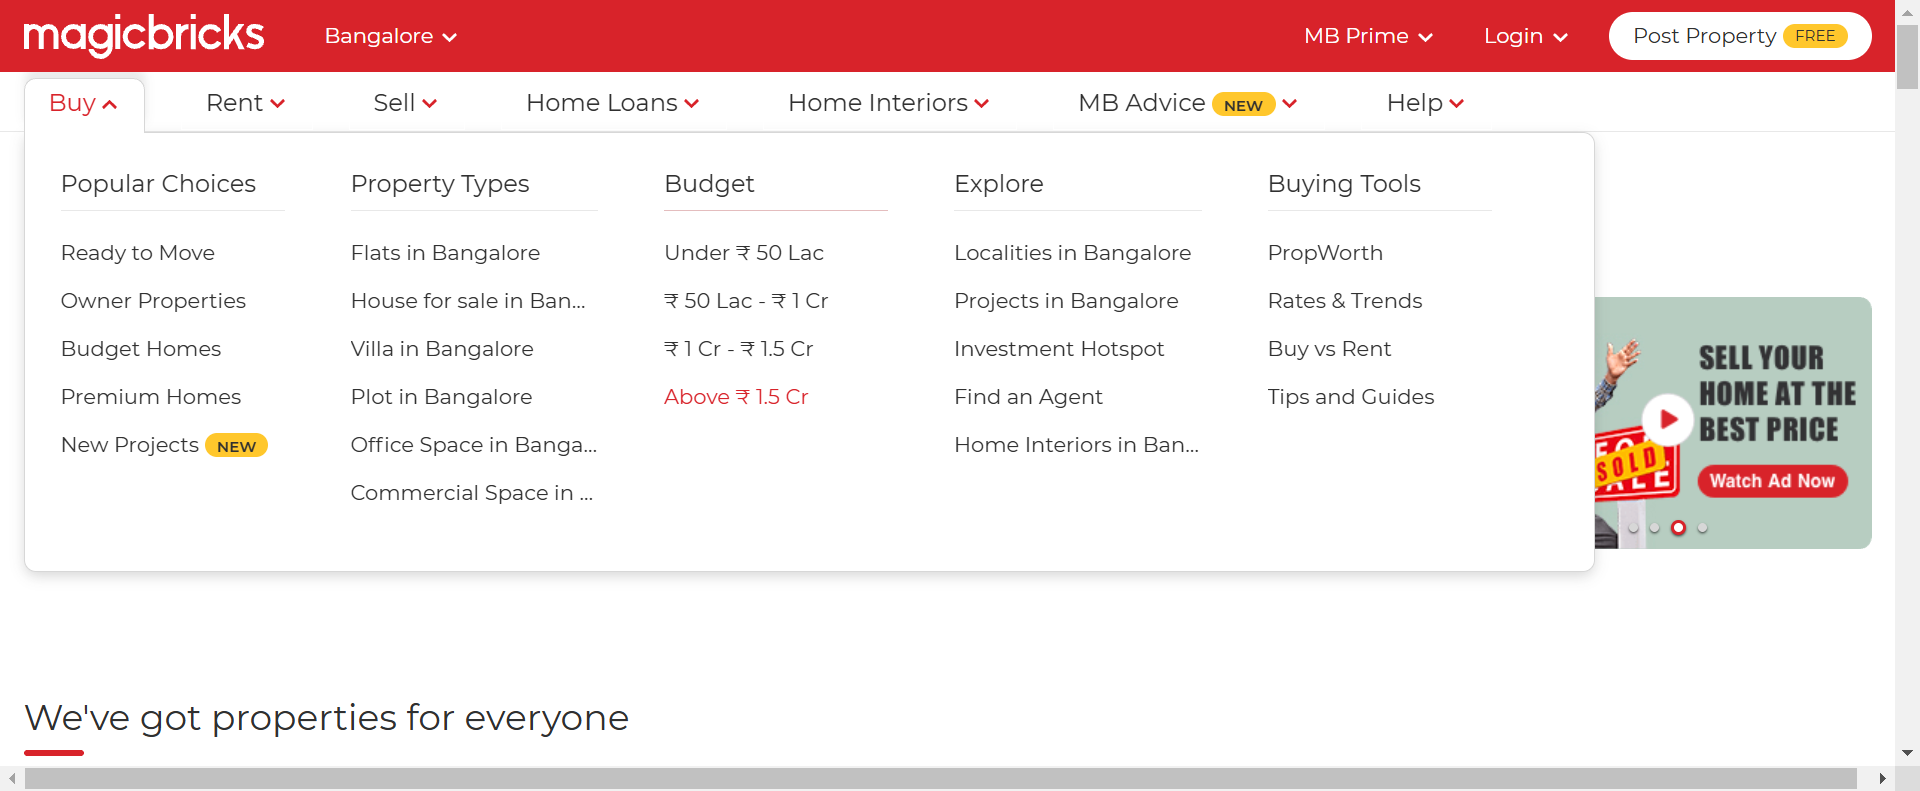 magicbricks
Bangalore
MB Prime
Login
Post Property FREE
Buy
Rent
Sell
Home Loans
Home Interiors
MB Advice NEW
Help
Popular Choices
Ready to Move
Owner Properties
Budget Homes
Premium Homes
New Projects NEW
Property Types
Flats in Bangalore
House for sale in Ban...
Villa in Bangalore
Plot in Bangalore
Office Space in Banga...
Commercial Space in ...
Budget
Under ₹ 50 Lac
₹ 50 Lac - ₹ 1 Cr
₹ 1 Cr - ₹ 1.5 Cr
Above ₹ 1.5 Cr
Explore
Localities in Bangalore
Projects in Bangalore
Investment Hotspot
Find an Agent
Home Interiors in Ban...
Buying Tools
PropWorth
Rates & Trends
Buy vs Rent
Tips and Guides
SELL YOUR
HOME AT THE
BEST PRICE
Watch Ad Now
SOLD
We've got properties for everyone